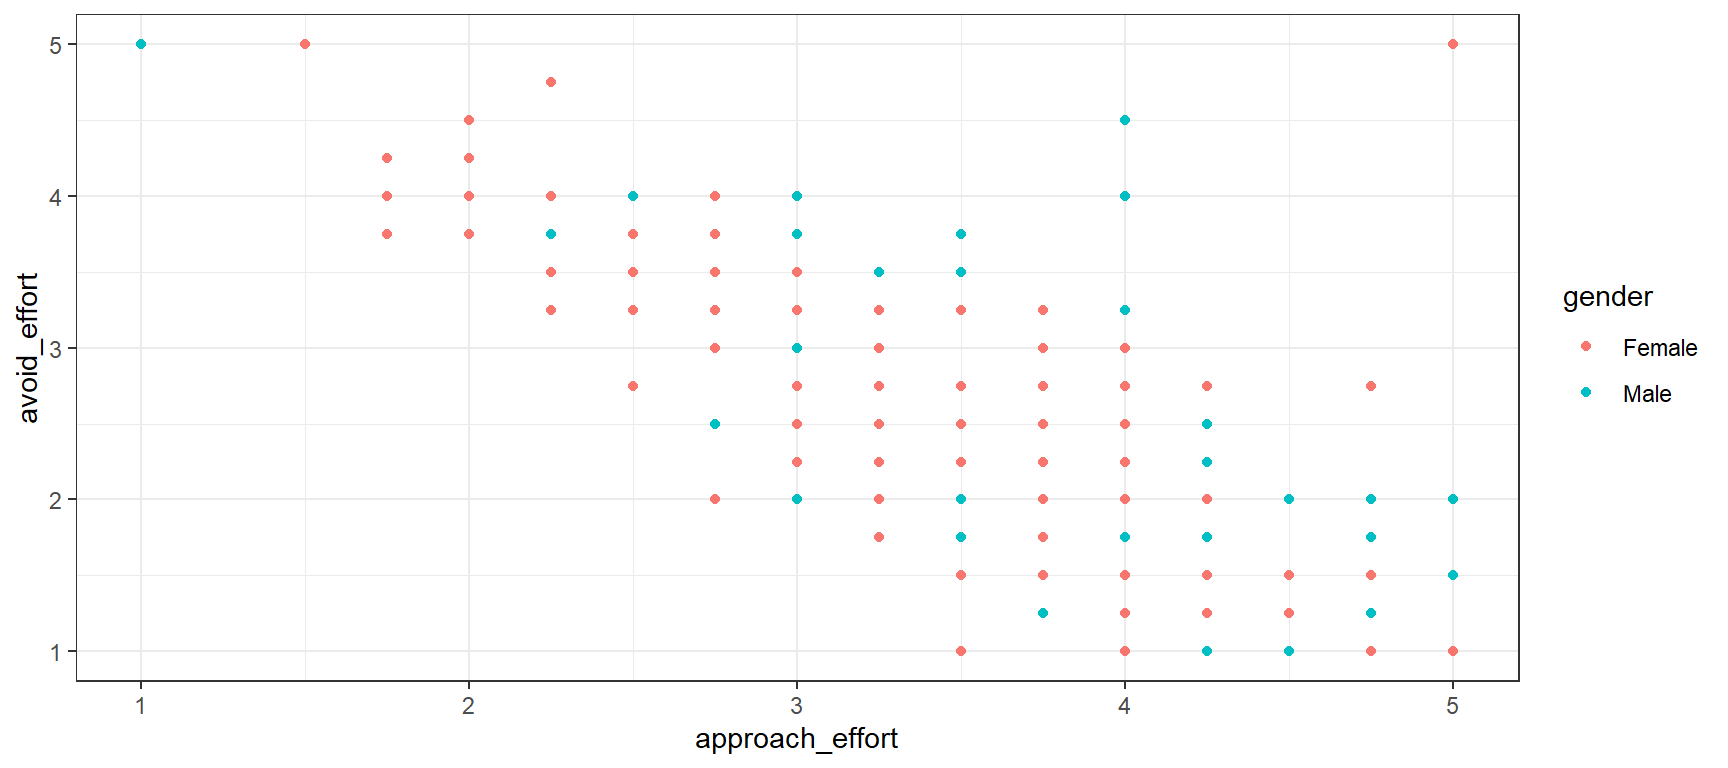 5
4
3
2
1
avoid_effort
1 2 3 4 5
approach_effort
gender
Female
Male